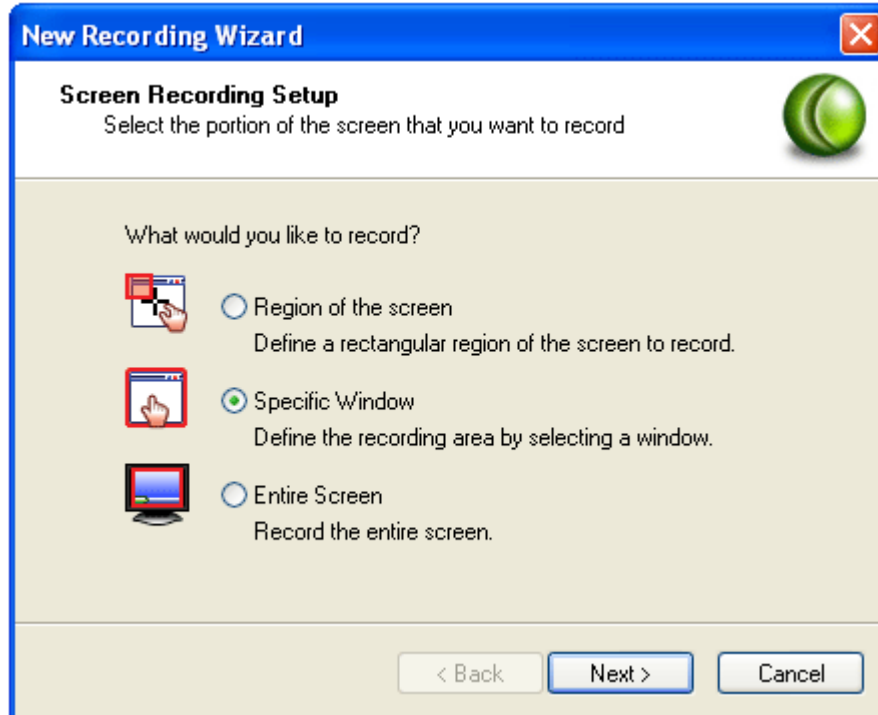 New Recording Wizard
Screen Recording Setup
Select the portion of the screen that you want to record
What would you like to record?
Region of the screen
Define a rectangular region of the screen to record.
Specific Window
Define the recording area by selecting a window.
Entire Screen
Record the entire screen.
< Back Next > Cancel